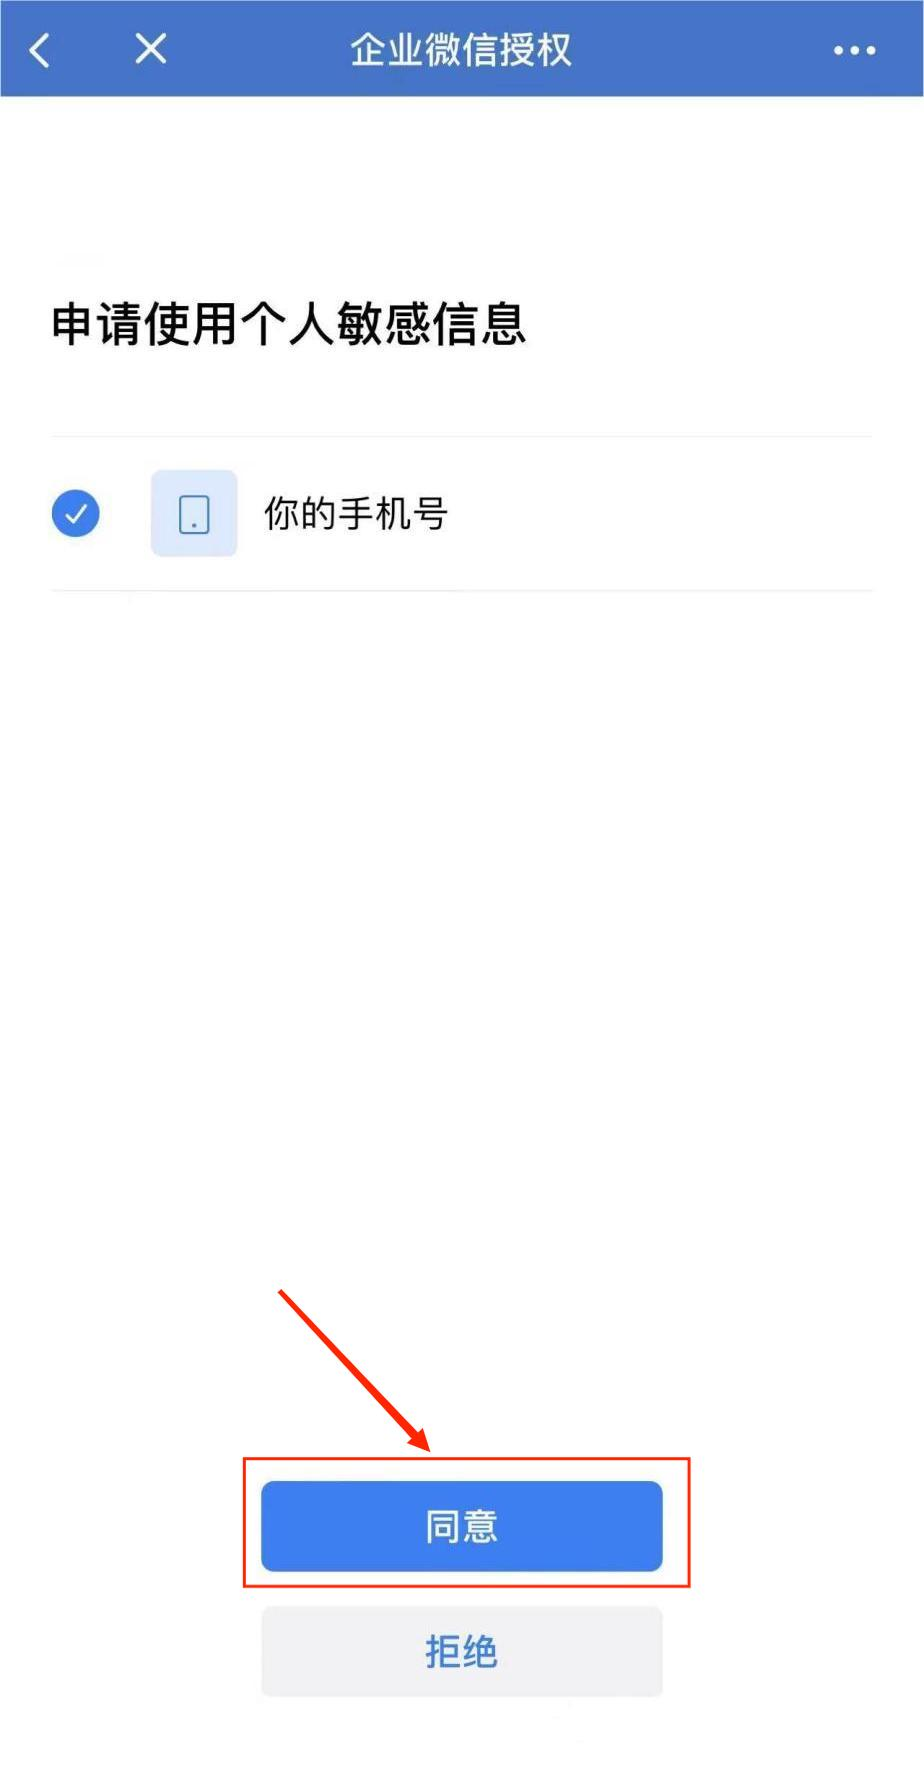 企业微信授权
申请使用个人敏感信息
你的手机号
同意
拒绝